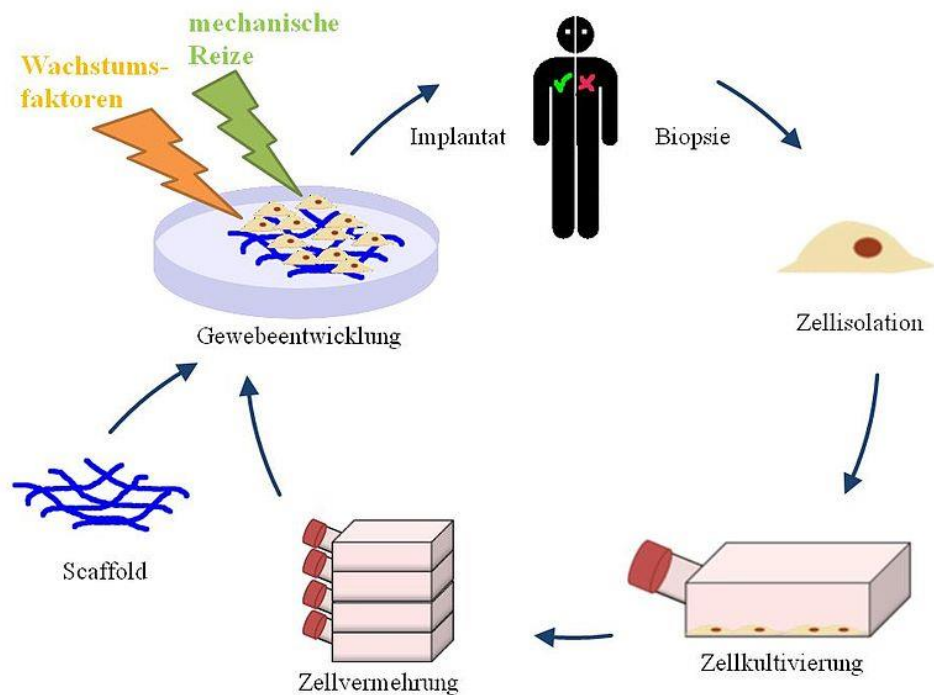 mechanische
Reize
Wachstums-
faktoren
Implantat
Biopsie
Zellisolation
Gewebeentwicklung
Scaffold
Zellvermehrung
Zellkultivierung